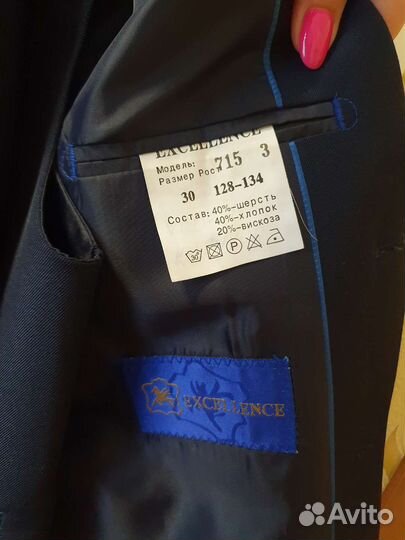 EXCELLENCE
Модель: 715 3
Размер Рост
30 128-134
Состав: 40%-шерсть
40%-хлопок
20%-вискоза
P
EXCELLENCE
Avito